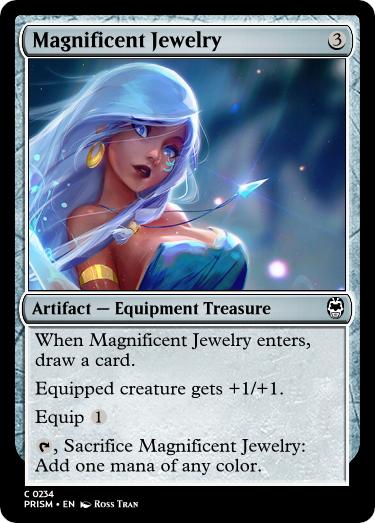 Magnificent Jewelry 3
Artifact — Equipment Treasure
When Magnificent Jewelry enters,
draw a card.
Equipped creature gets +1/+1.
Equip 1
, Sacrifice Magnificent Jewelry:
Add one mana of any color.
C 0234
PRISM • EN Ross Tran